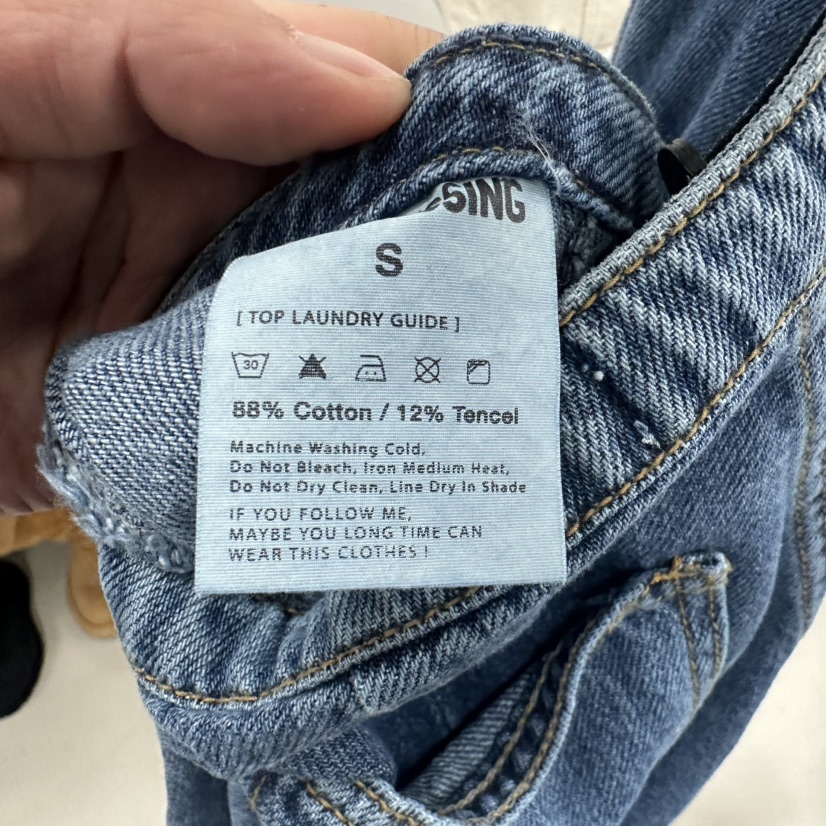 S
[ TOP LAUNDRY GUIDE ]
30
88% Cotton / 12% Tencel
Machine Washing Cold,
Do Not Bleach, Iron Medium Heat,
Do Not Dry Clean, Line Dry In Shade
IF YOU FOLLOW ME,
MAYBE YOU LONG TIME CAN
WEAR THIS CLOTHES !